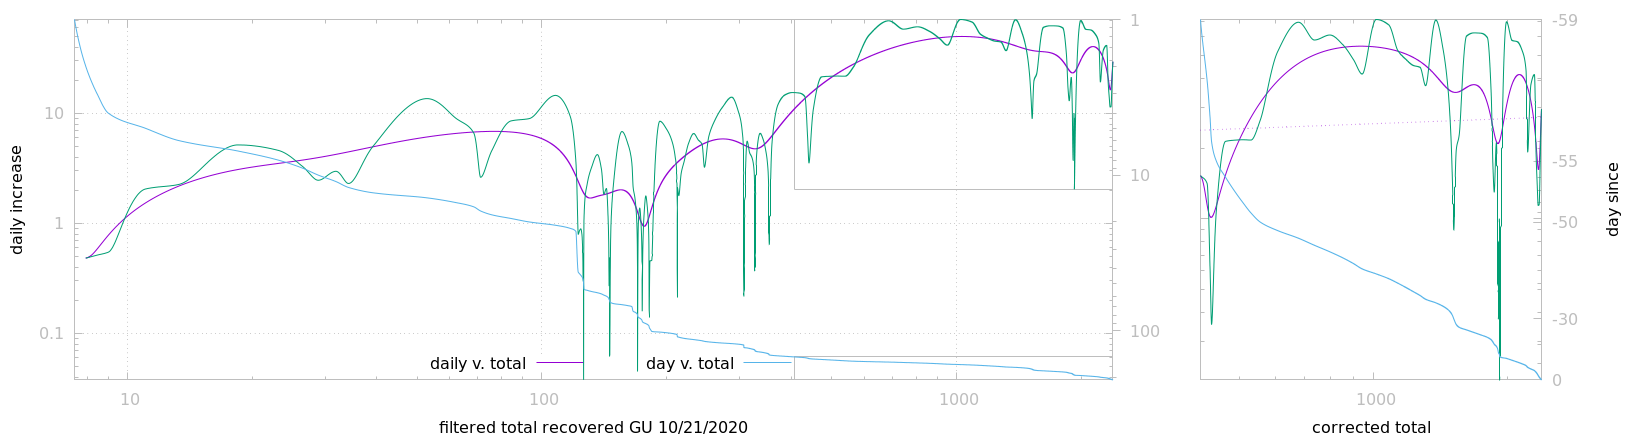 daily increase
10
1
0.1
10
100
1000
1
10
100
daily v. total
day v. total
filtered total recovered GU 10/21/2020
-59
-55
-50
-30
0
day since
1000
corrected total